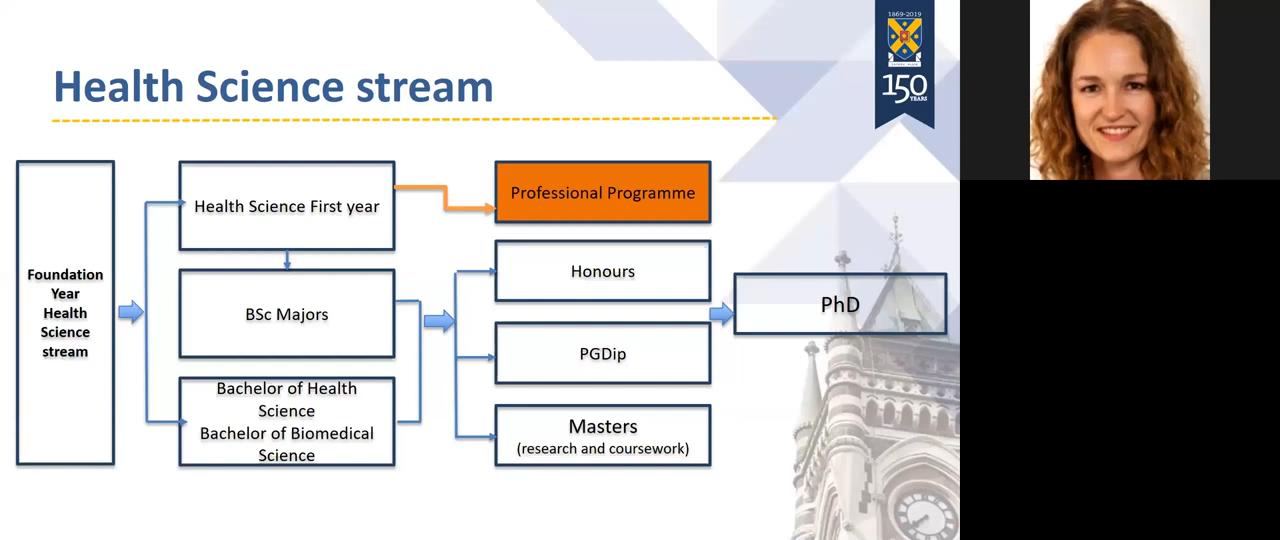 1869-2019
150
YEARS
Health Science stream
Foundation
Year
Health
Science
stream
Health Science First year
BSc Majors
Bachelor of Health
Science
Bachelor of Biomedical
Science
Professional Programme
Honours
PGDip
Masters
(research and coursework)
PhD